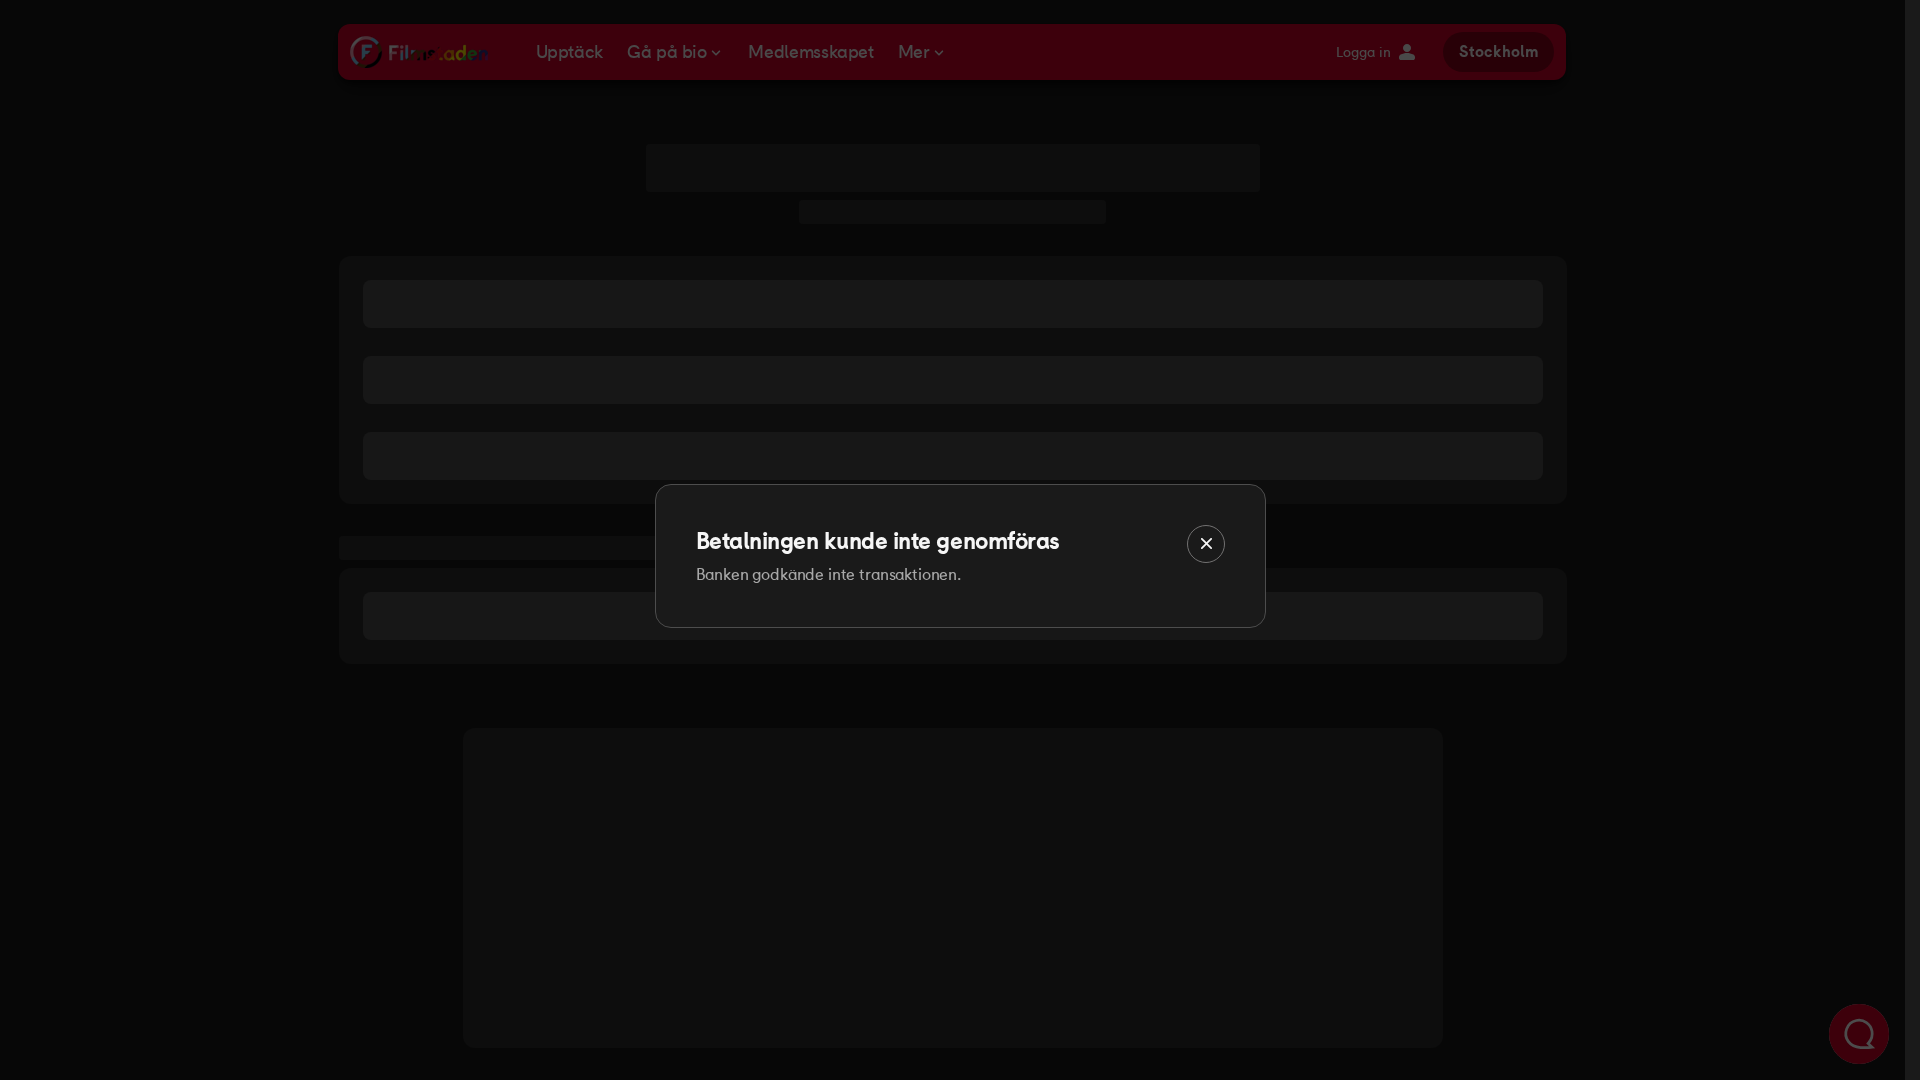 Filmstaden
Upptäck
Gå på bio
Medlemsskapet
Mer
Logga in
Stockholm
Betalningen kunde inte genomföras
Banken godkände inte transaktionen.